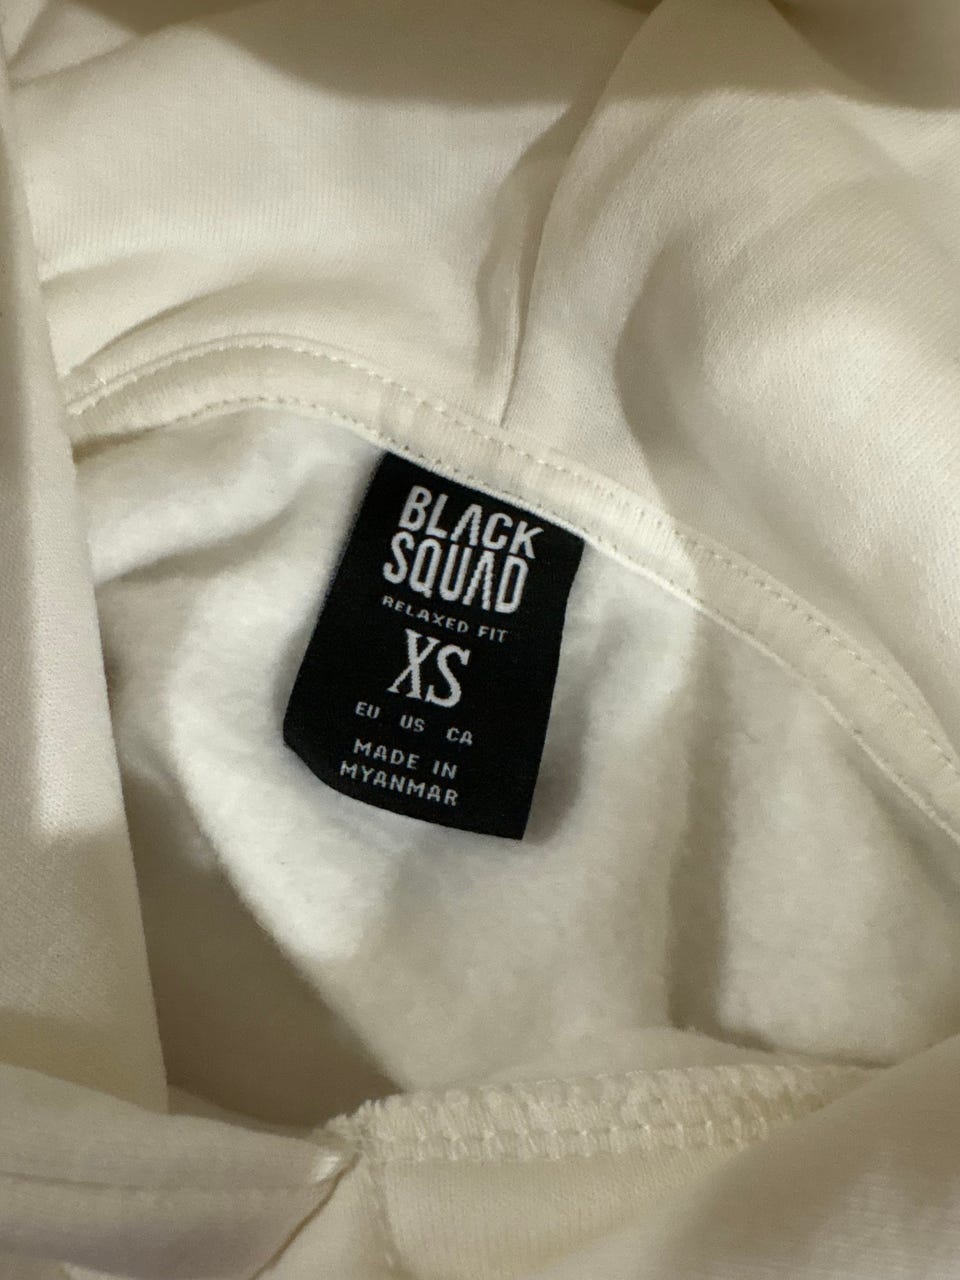 BLACK
SQUAD
RELAXED FIT
XS
EU US CA
MADE IN
MYANMAR